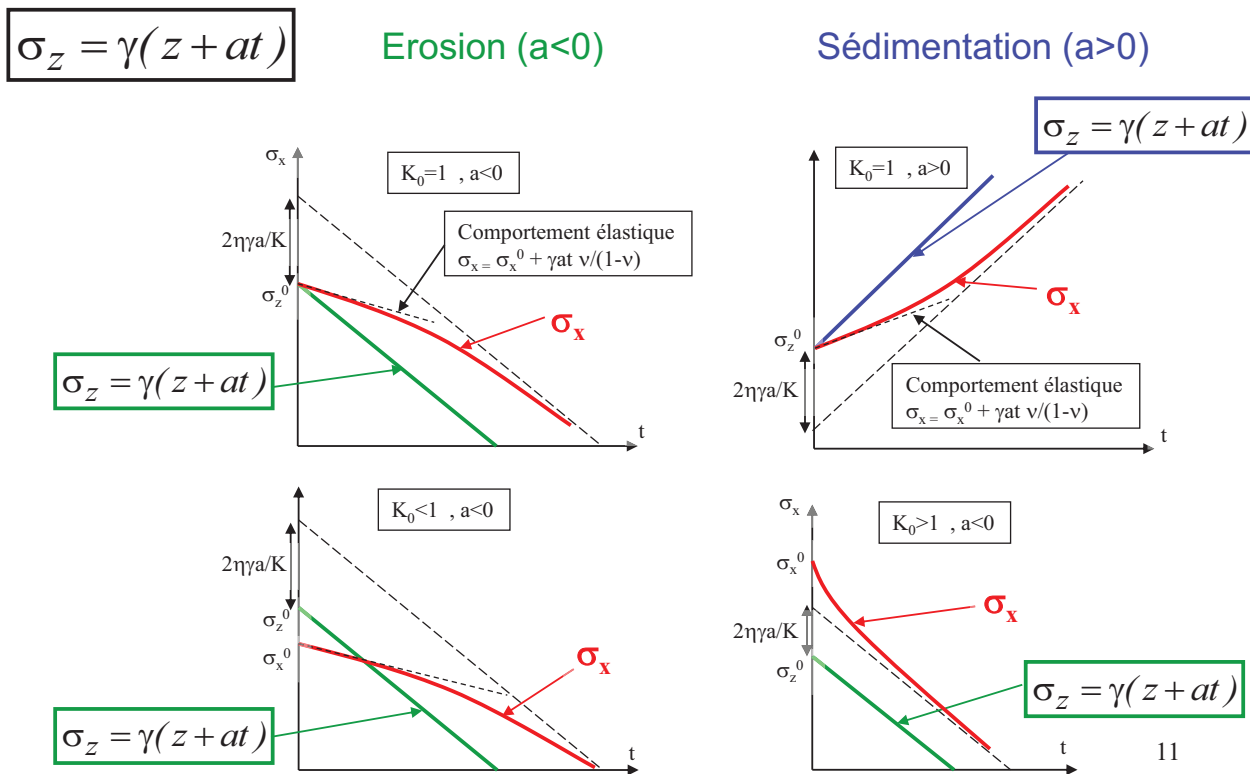 σz = γ(z + at)
Erosion (a<0)
Sédimentation (a>0)
σx
K0=1 , a<0
2ηγa/K
Comportement élastique
σx = σx0 + γat ν/(1-ν)
σz0
σx
σz = γ(z + at)
t
σz = γ(z + at)
K0=1 , a>0
σx
σz0
2ηγa/K
Comportement élastique
σx = σx0 + γat ν/(1-ν)
t
K0<1 , a<0
2ηγa/K
σz0
σx0
σx
σz = γ(z + at)
t
σx
K0>1 , a<0
σx0
σx
2ηγa/K
σz0
σz = γ(z + at)
t
11